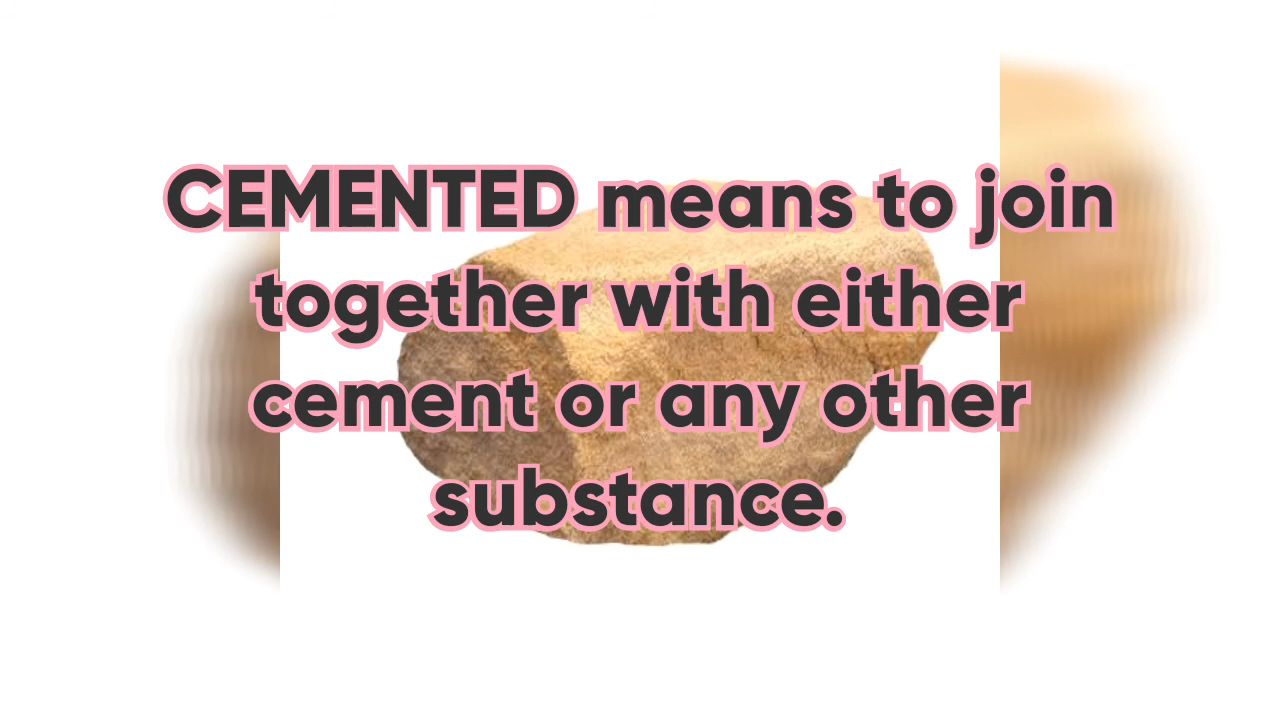 CEMENTED means to join
together with either
cement or any other
substance.